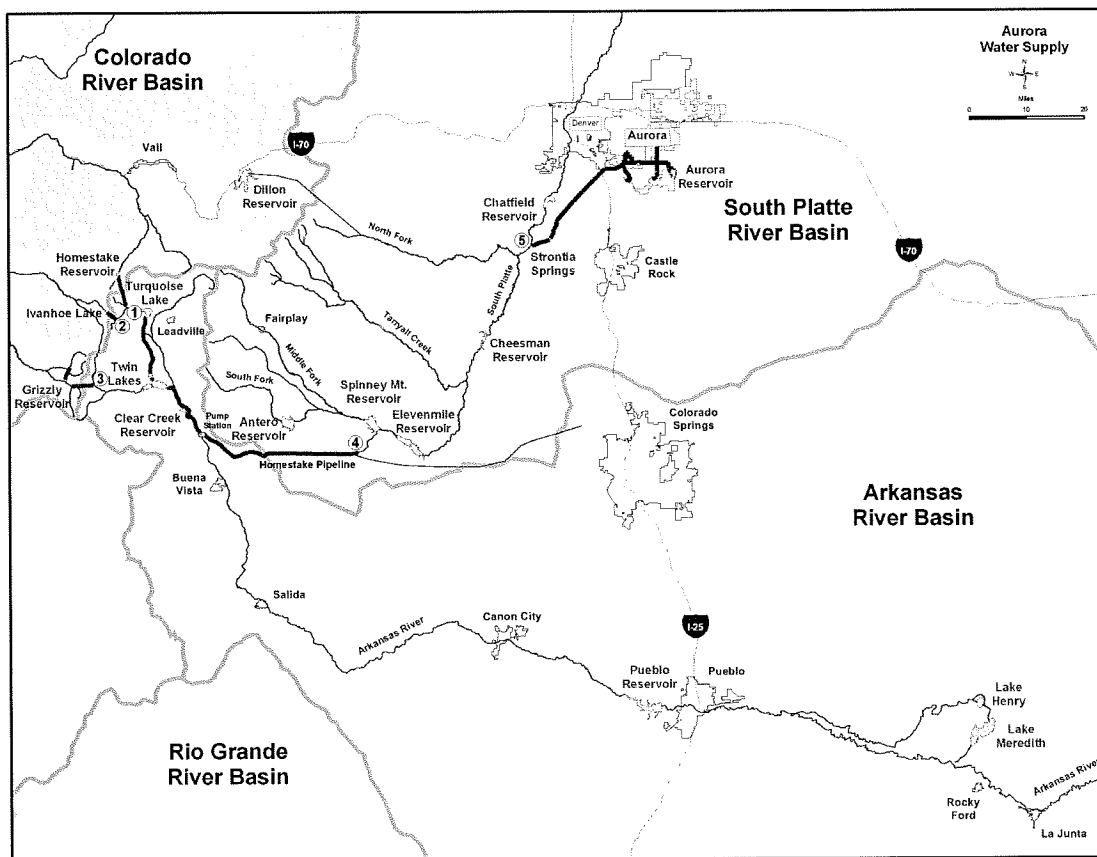 Aurora
Water Supply
N
W
E
S
Miles
0
10
20
Colorado
River Basin
I-70
Vail
Dillon
Reservoir
Denver
Aurora
Aurora
Reservoir
Chatfield
Reservoir
South Platte
River Basin
North Fork
5
Strontia
Springs
I-70
Castle
Rock
Homestake
Reservoir
Turquoise
Lake
1
Ivanhoe Lake
2
Leadville
Fairplay
Tarryall Creek
South Platte
Cheesman
Reservoir
Middle Fork
South Fork
3
Twin
Lakes
Grizzly
Reservoir
Spinney Mt.
Reservoir
Elevenmile
Reservoir
Clear Creek
Reservoir
Pump
Station
Antero
Reservoir
4
Homestake Pipeline
Colorado
Springs
Buena
Vista
Arkansas
River Basin
Salida
Arkansas River
Canon City
I-25
Pueblo
Reservoir
Pueblo
Lake
Henry
Lake
Meredith
Rio Grande
River Basin
Arkansas River
Rocky
Ford
La Junta